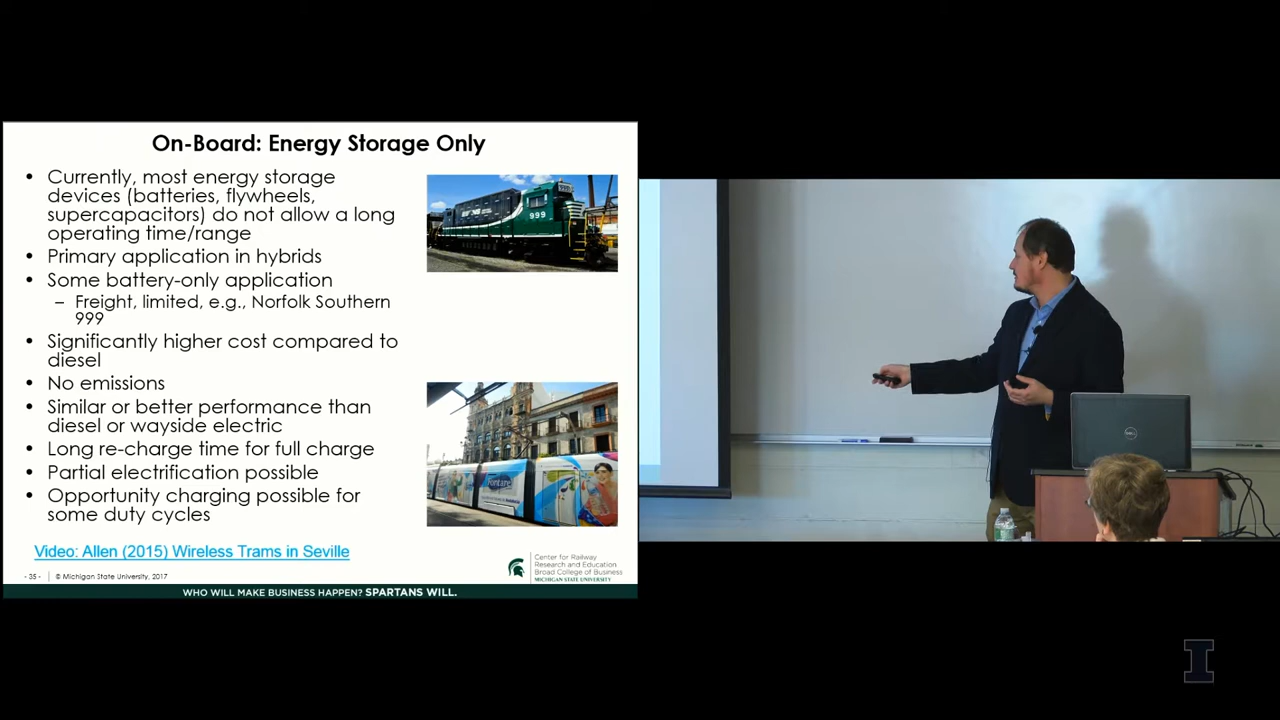 On-Board: Energy Storage Only
• Currently, most energy storage
devices (batteries, flywheels,
supercapacitors) do not allow a long
operating time/range
• Primary application in hybrids
• Some battery-only application
– Freight, limited, e.g., Norfolk Southern
999
• Significantly higher cost compared to
diesel
• No emissions
• Similar or better performance than
diesel or wayside electric
• Long re-charge time for full charge
• Partial electrification possible
• Opportunity charging possible for
some duty cycles
Video: Allen (2015) Wireless Trams in Seville
- 35 - © Michigan State University, 2017
Center for Railway
Research and Education
Broad College of Business
MICHIGAN STATE UNIVERSITY
WHO WILL MAKE BUSINESS HAPPEN? SPARTANS WILL.
999
DELL
I